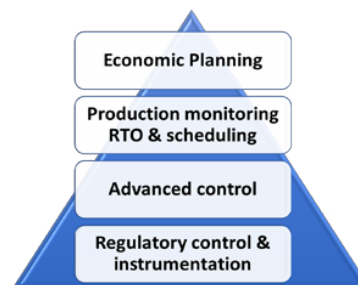 Economic Planning
Production monitoring
RTO & scheduling
Advanced control
Regulatory control &
instrumentation